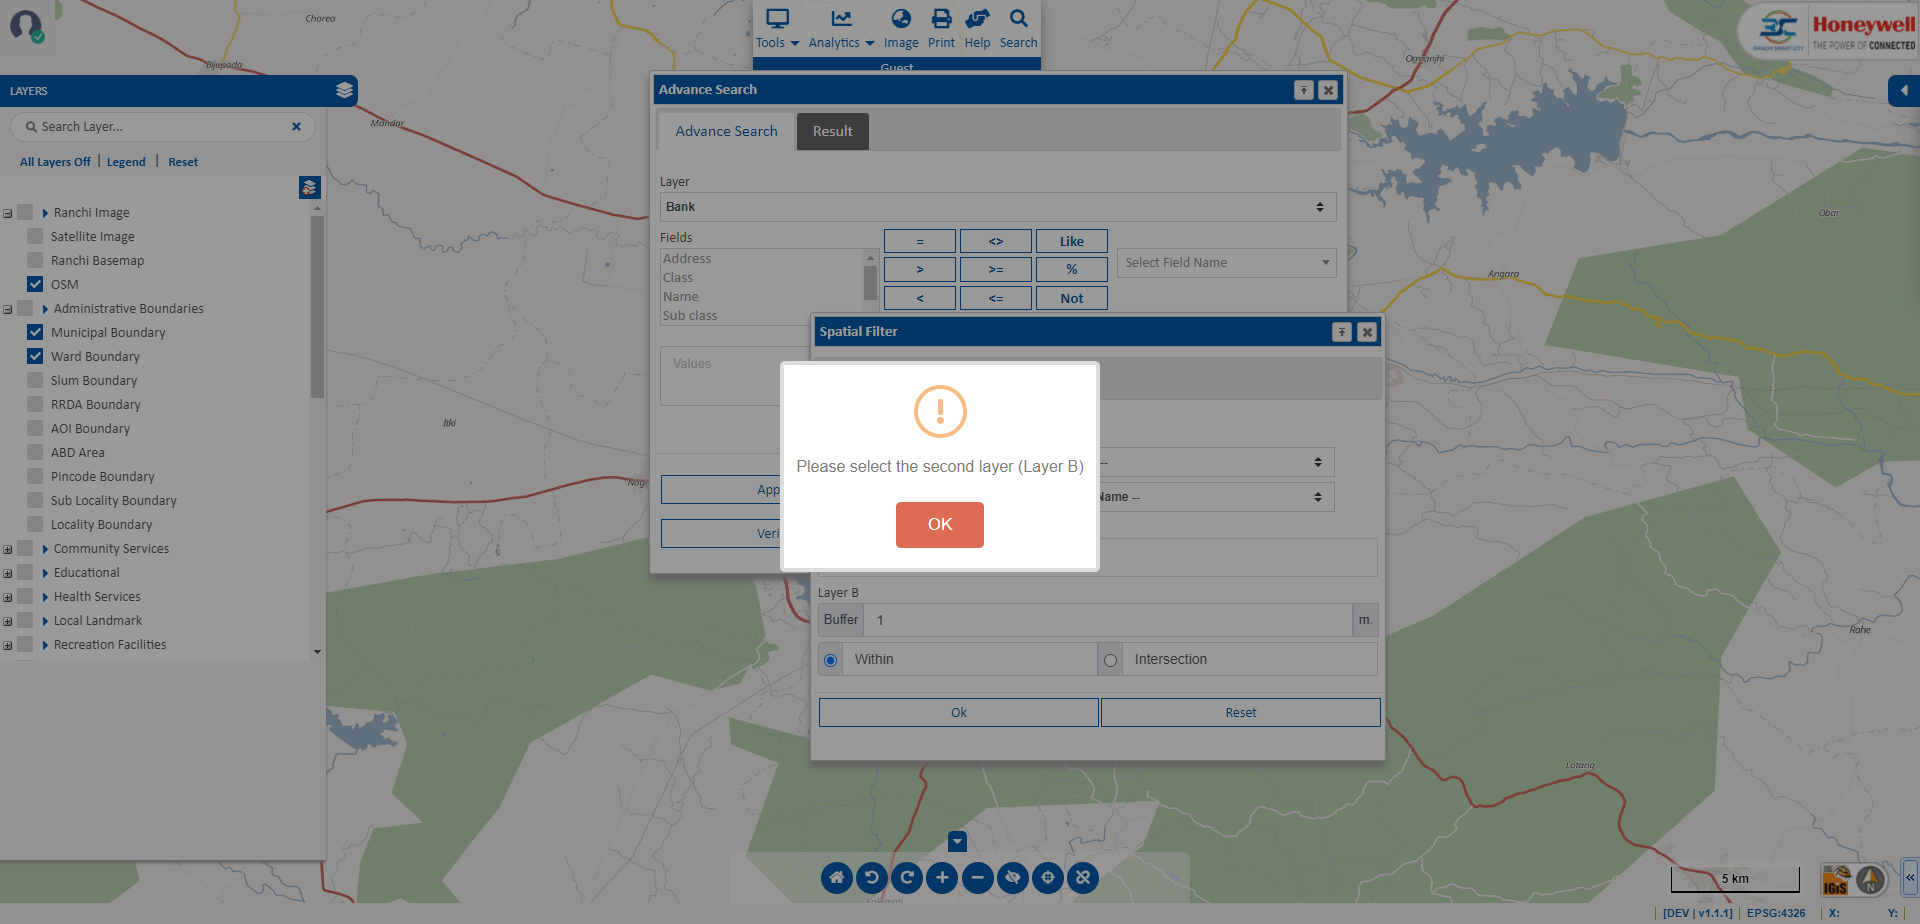 Chorea
Tools
Analytics
Image
Print
Help
Search
Guest
RANCHI SMART CITY
Honeywell
THE POWER OF CONNECTED
Bijupada
Ormanjhi
LAYERS
Advance Search
Search Layer...
Mandar
Advance Search
Result
All Layers Off
Legend
Reset
Layer
Bank
Ranchi Image
Satellite Image
Ranchi Basemap
OSM
Administrative Boundaries
Municipal Boundary
Ward Boundary
Slum Boundary
RRDA Boundary
AOI Boundary
ABD Area
Pincode Boundary
Sub Locality Boundary
Locality Boundary
Community Services
Educational
Health Services
Local Landmark
Recreation Facilities
Fields
Address
Class
Name
Sub class
= <> Like
> >= %
< <= Not
Select Field Name
Values
Obar
Angara
Itki
Nagri
Spatial Filter
Please select the second layer (Layer B)
OK
--
Name --
App
Veri
Layer B
Buffer
1
m.
Within
Intersection
Ok
Reset
Rahe
Lotang
5 km
IGiS
N
[DEV | v1.1.1]
EPSG:4326
X:
Y: